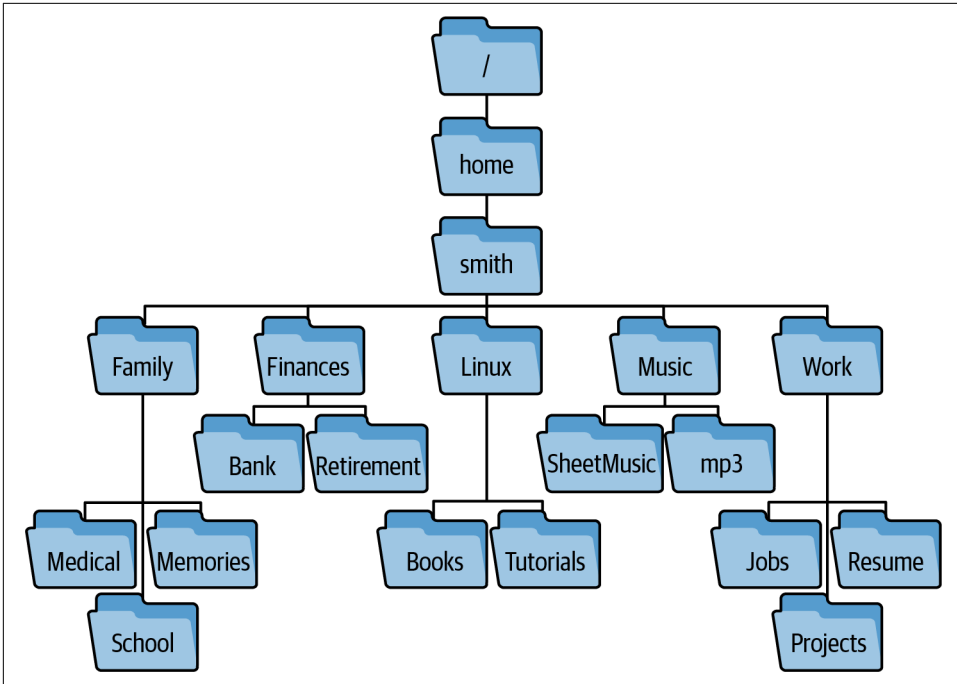 /
home
smith
Family
Finances
Linux
Music
Work
Bank
Retirement
SheetMusic
mp3
Medical
Memories
Books
Tutorials
Jobs
Resume
School
Projects